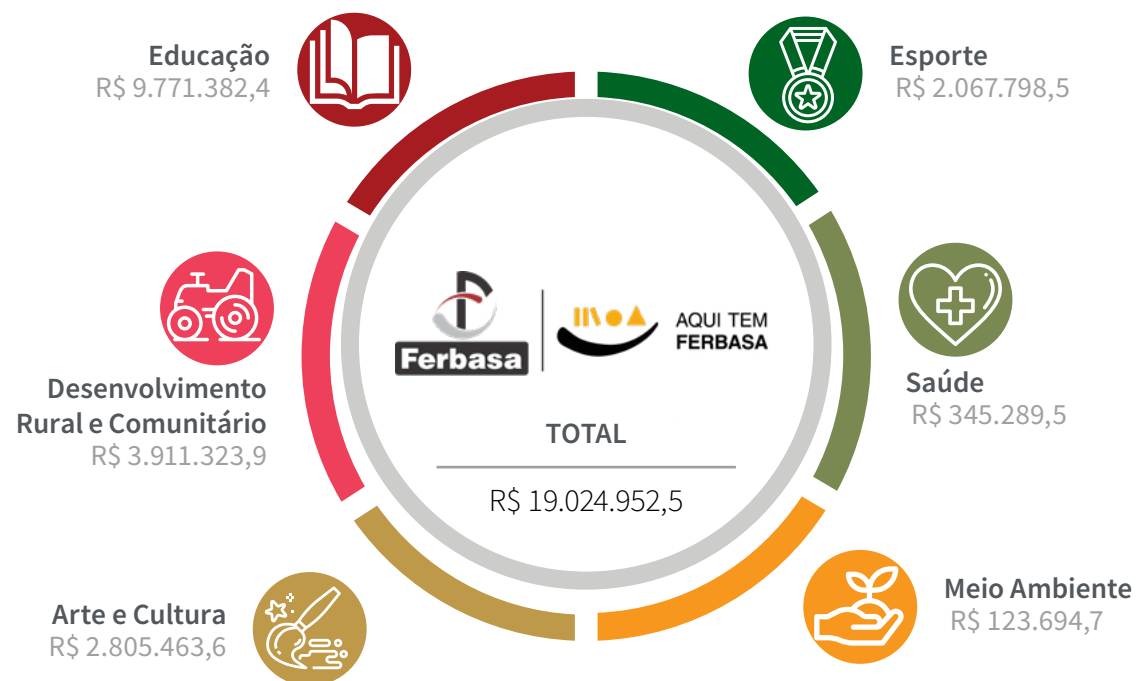 Educação
R$ 9.771.382,4
Esporte
R$ 2.067.798,5
Desenvolvimento
Rural e Comunitário
R$ 3.911.323,9
Ferbasa
AQUI TEM
FERBASA
TOTAL
R$ 19.024.952,5
Saúde
R$ 345.289,5
Arte e Cultura
R$ 2.805.463,6
Meio Ambiente
R$ 123.694,7